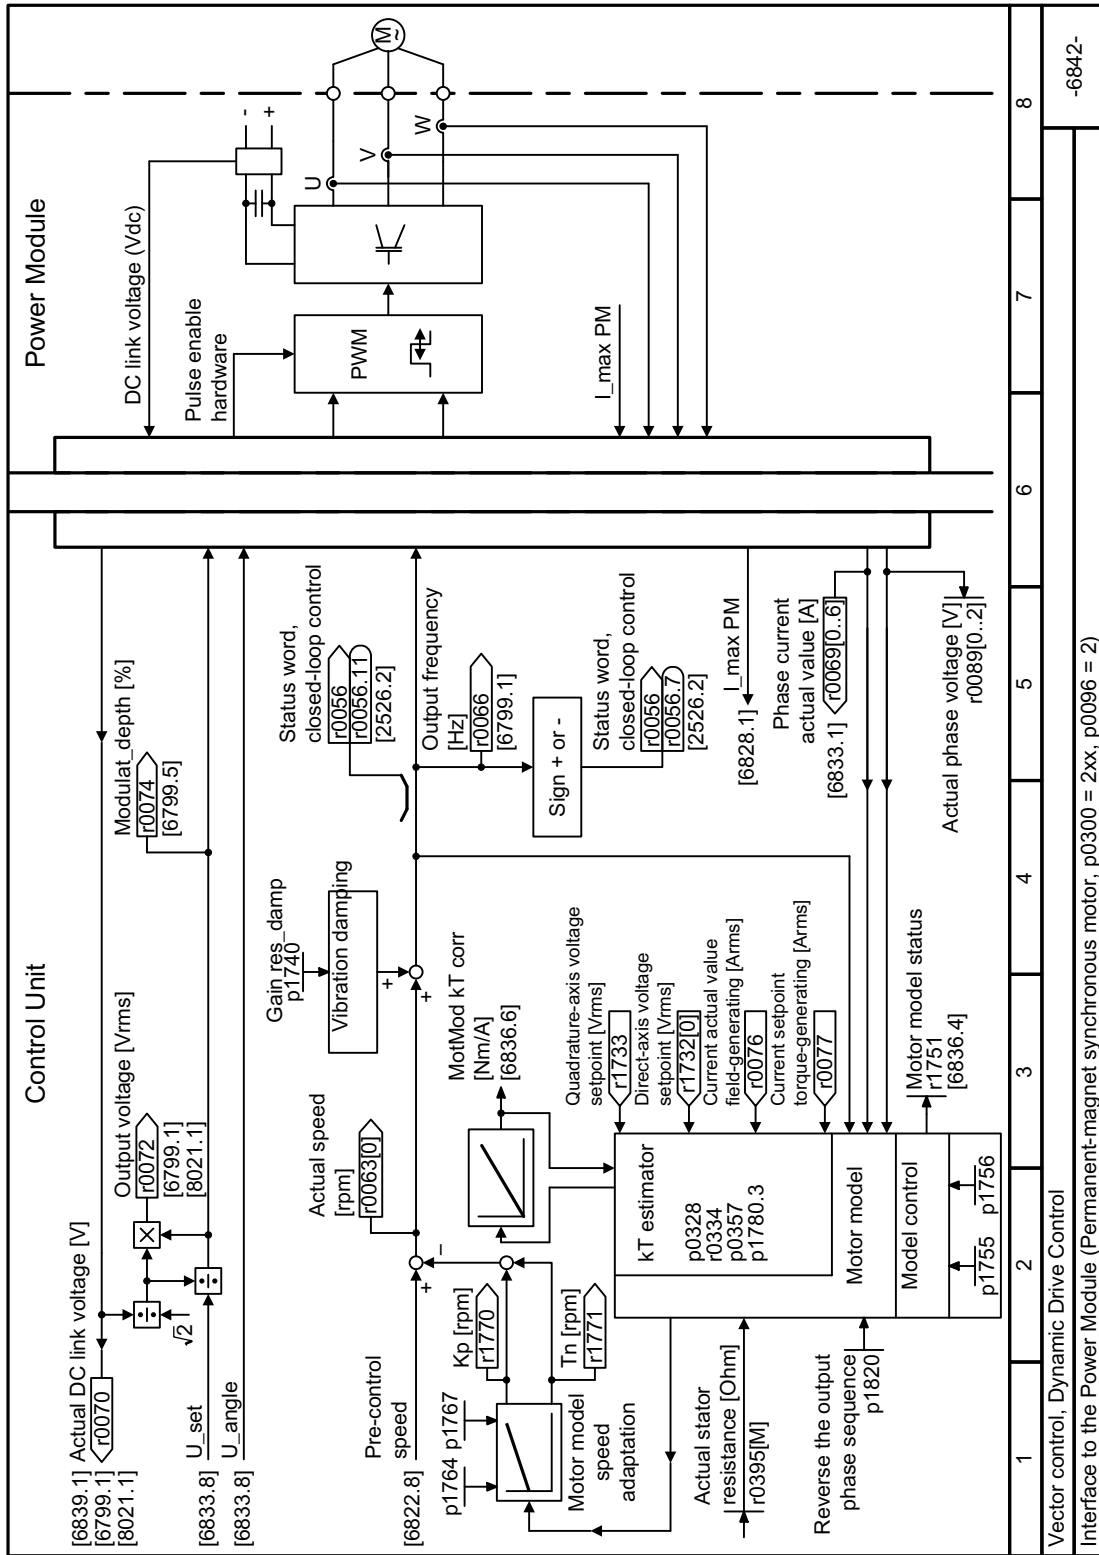 Control Unit
Power Module
[6839.1]
[6799.1]
[8021.1]
Actual DC link voltage [V]
r0070
√2
Output voltage [Vrms]
r0072
[6799.1]
[8021.1]
Modulat_depth [%]
r0074
[6799.5]
DC link voltage (Vdc)
-
+
[6833.8]
U_set
[6833.8]
U_angle
Pulse enable
hardware
PWM
U
V
W
M
~
Pre-control
speed
[6822.8]
+
−
Actual speed
[rpm]
r0063[0]
Gain res_damp
p1740
Vibration damping
+
+
Status word,
closed-loop control
r0056
r0056.11
[2526.2]
Output frequency
[Hz]
r0066
[6799.1]
Sign + or -
Status word,
closed-loop control
r0056
r0056.7
[2526.2]
p1764 p1767
Kp [rpm]
r1770
Tn [rpm]
r1771
Motor model
speed
adaptation
MotMod kT corr
[Nm/A]
[6836.6]
Quadrature-axis voltage
setpoint [Vrms]
r1733
Direct-axis voltage
setpoint [Vrms]
r1732[0]
Current actual value
field-generating [Arms]
r0076
Current setpoint
torque-generating [Arms]
r0077
I_max PM
I_max PM
[6828.1]
Phase current
actual value [A]
[6833.1]
r0069[0..6]
Actual phase voltage [V]
r0089[0..2]
Actual stator
resistance [Ohm]
r0395[M]
kT estimator
p0328
r0334
p0357
p1780.3
Motor model
Model control
Reverse the output
phase sequence
p1820
p1755
p1756
Motor model status
r1751
[6836.4]
1
2
3
4
5
6
7
8
Vector control, Dynamic Drive Control
Interface to the Power Module (Permanent-magnet synchronous motor, p0300 = 2xx, p0096 = 2)
-6842-